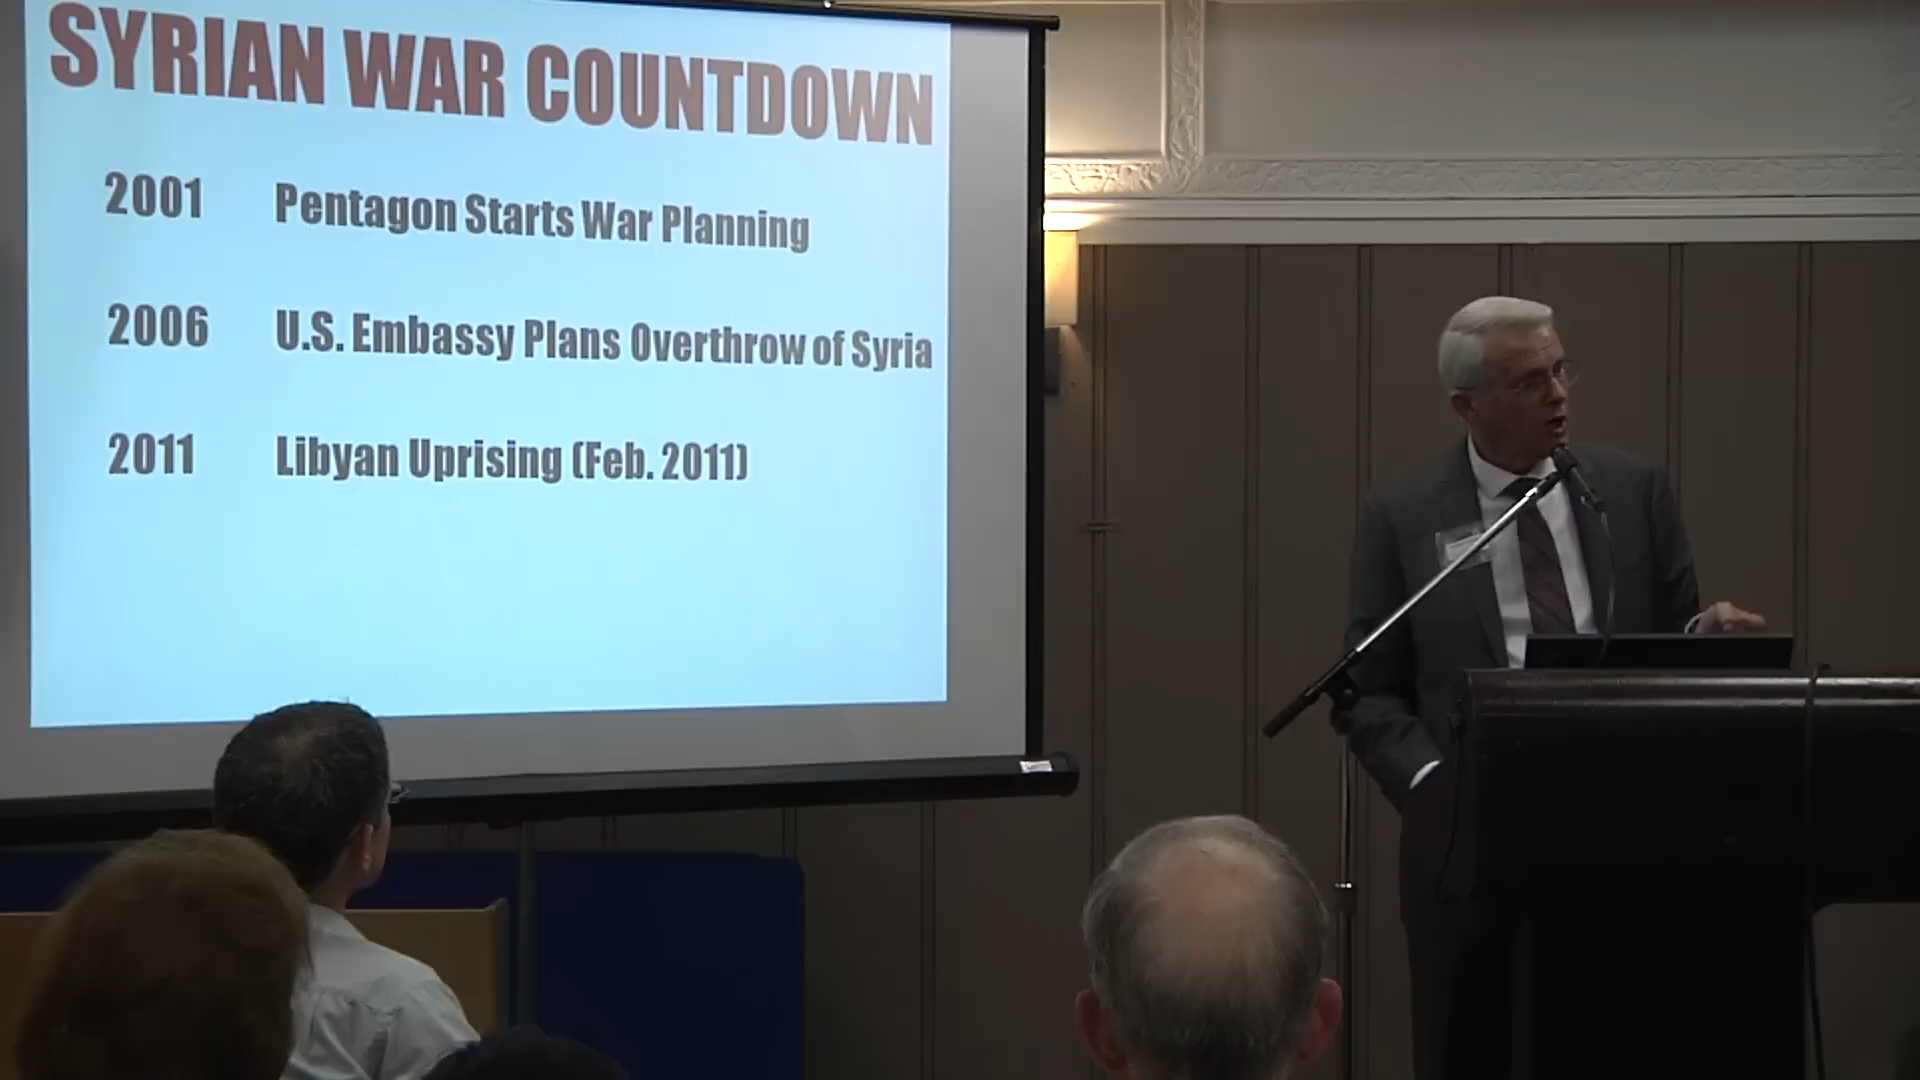 SYRIAN WAR COUNTDOWN
2001 Pentagon Starts War Planning
2006 U.S. Embassy Plans Overthrow of Syria
2011 Libyan Uprising (Feb. 2011)